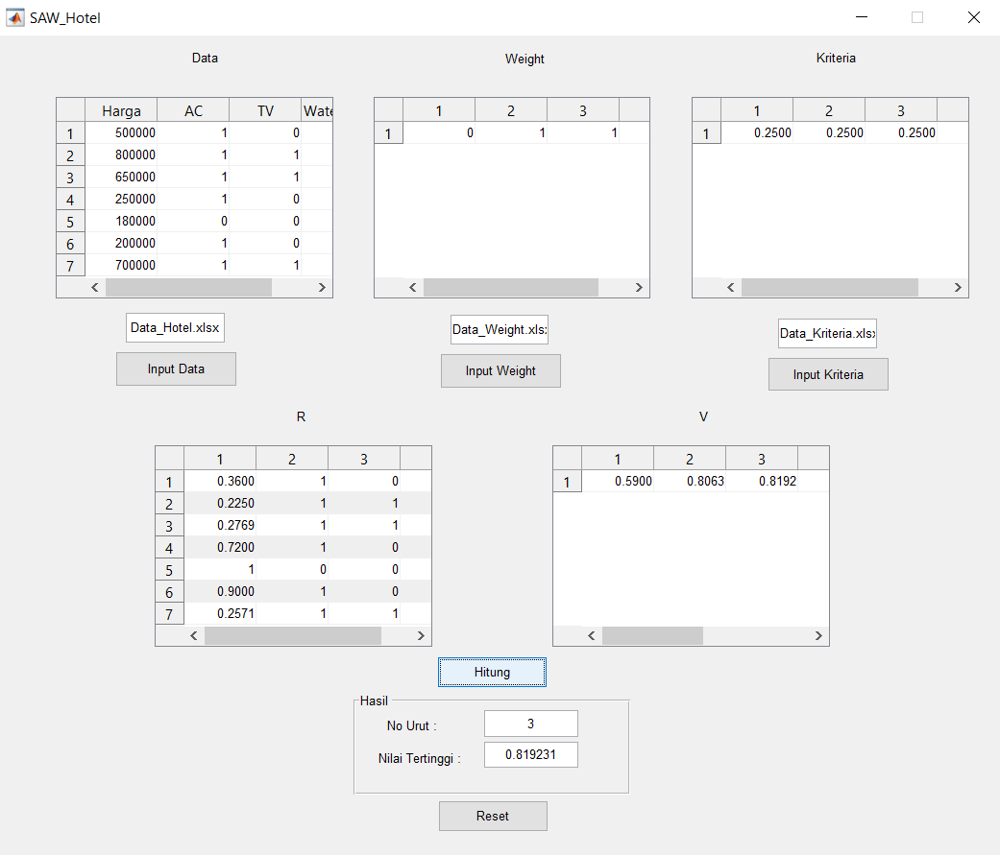 SAW_Hotel
Data Weight Kriteria
Harga AC TV Wate
1 500000 1 0
2 800000 1 1
3 650000 1 1
4 250000 1 0
5 180000 0 0
6 200000 1 0
7 700000 1 1
1 2 3
1 0 1 1
1 2 3
1 0.2500 0.2500 0.2500
Data_Hotel.xlsx
Input Data
Data_Weight.xls
Input Weight
Data_Kriteria.xls
Input Kriteria
R
1 2 3
1 0.3600 1 0
2 0.2250 1 1
3 0.2769 1 1
4 0.7200 1 0
5 1 0 0
6 0.9000 1 0
7 0.2571 1 1
V
1 2 3
1 0.5900 0.8063 0.8192
Hitung
Hasil
No Urut : 3
Nilai Tertinggi : 0.819231
Reset